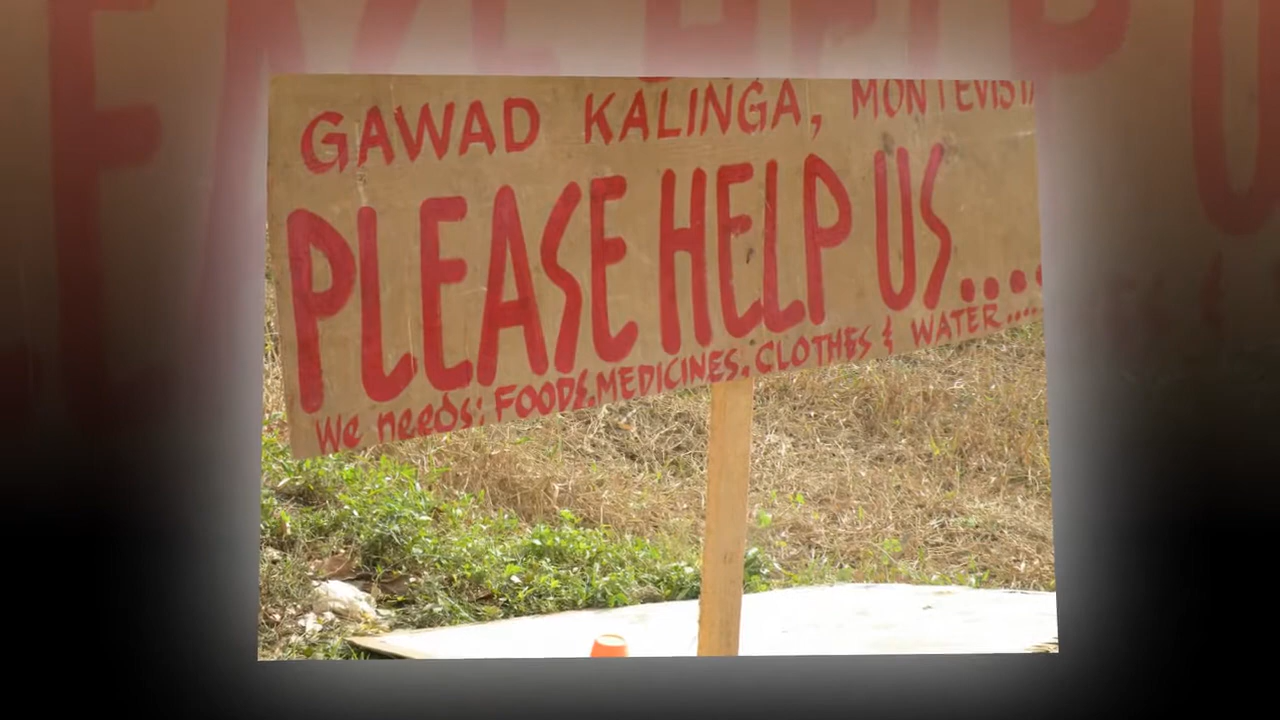 GAWAD KALINGA, MONTEVISTA
PLEASE HELP US....
We needs: FOODS, MEDICINES, CLOTHES & WATER.....